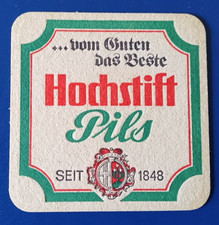 ...vom Guten
das Beste
Hochstift
Pils
SEIT 1848